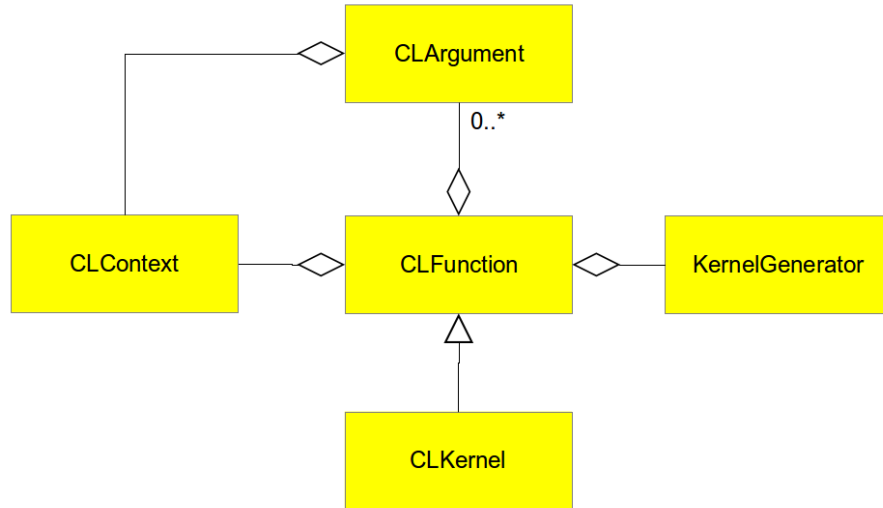 CLArgument
0..*
CLContext
CLFunction
KernelGenerator
CLKernel